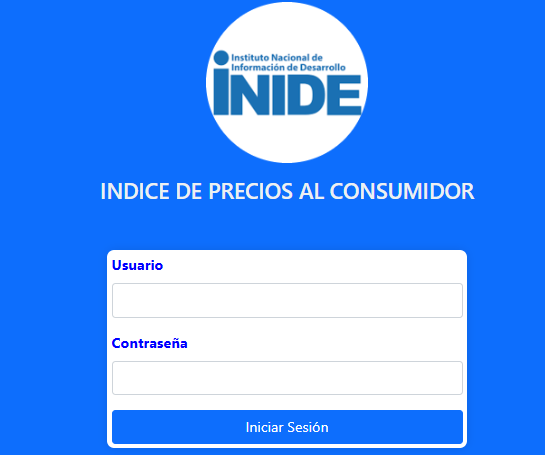 Instituto Nacional de
Información de Desarrollo
INIDE
INDICE DE PRECIOS AL CONSUMIDOR
Usuario
Contraseña
Iniciar Sesión